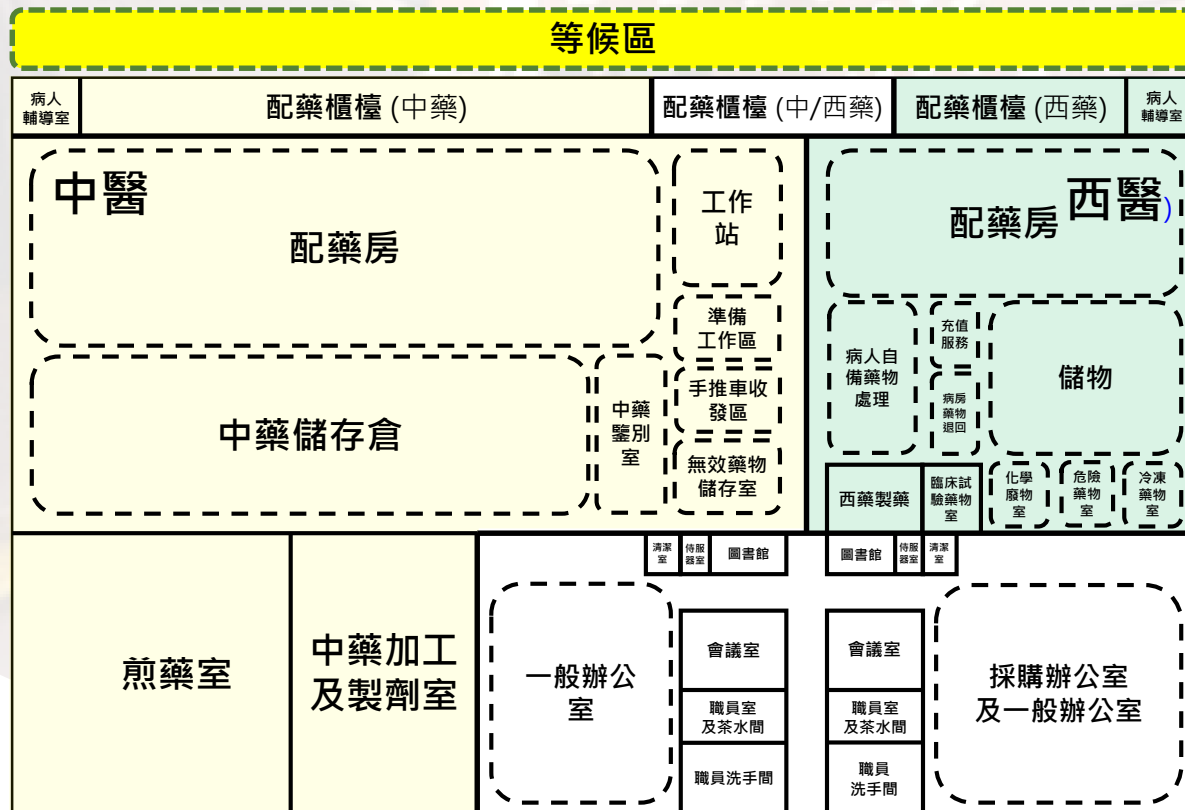 等候區
病人
輔導室
配藥櫃檯 (中藥)
配藥櫃檯 (中/西藥)
配藥櫃檯 (西藥)
病人
輔導室
中醫
配藥房
工作
站
準備
工作區
手推車收
發區
無效藥物
儲存室
中藥儲存倉
中藥
鑒別
室
西醫)
配藥房
病人自
備藥物
處理
充值
服務
病房
藥物
退回
儲物
西藥製藥
臨床試
驗藥物
室
化學
廢物
室
危險
藥物
室
冷凍
藥物
室
煎藥室
中藥加工
及製劑室
清潔
室
侍服
器室
圖書館
圖書館
侍服
器室
清潔
室
一般辦公
室
會議室
職員室
及茶水間
職員洗手間
會議室
職員室
及茶水間
職員
洗手間
採購辦公室
及一般辦公室